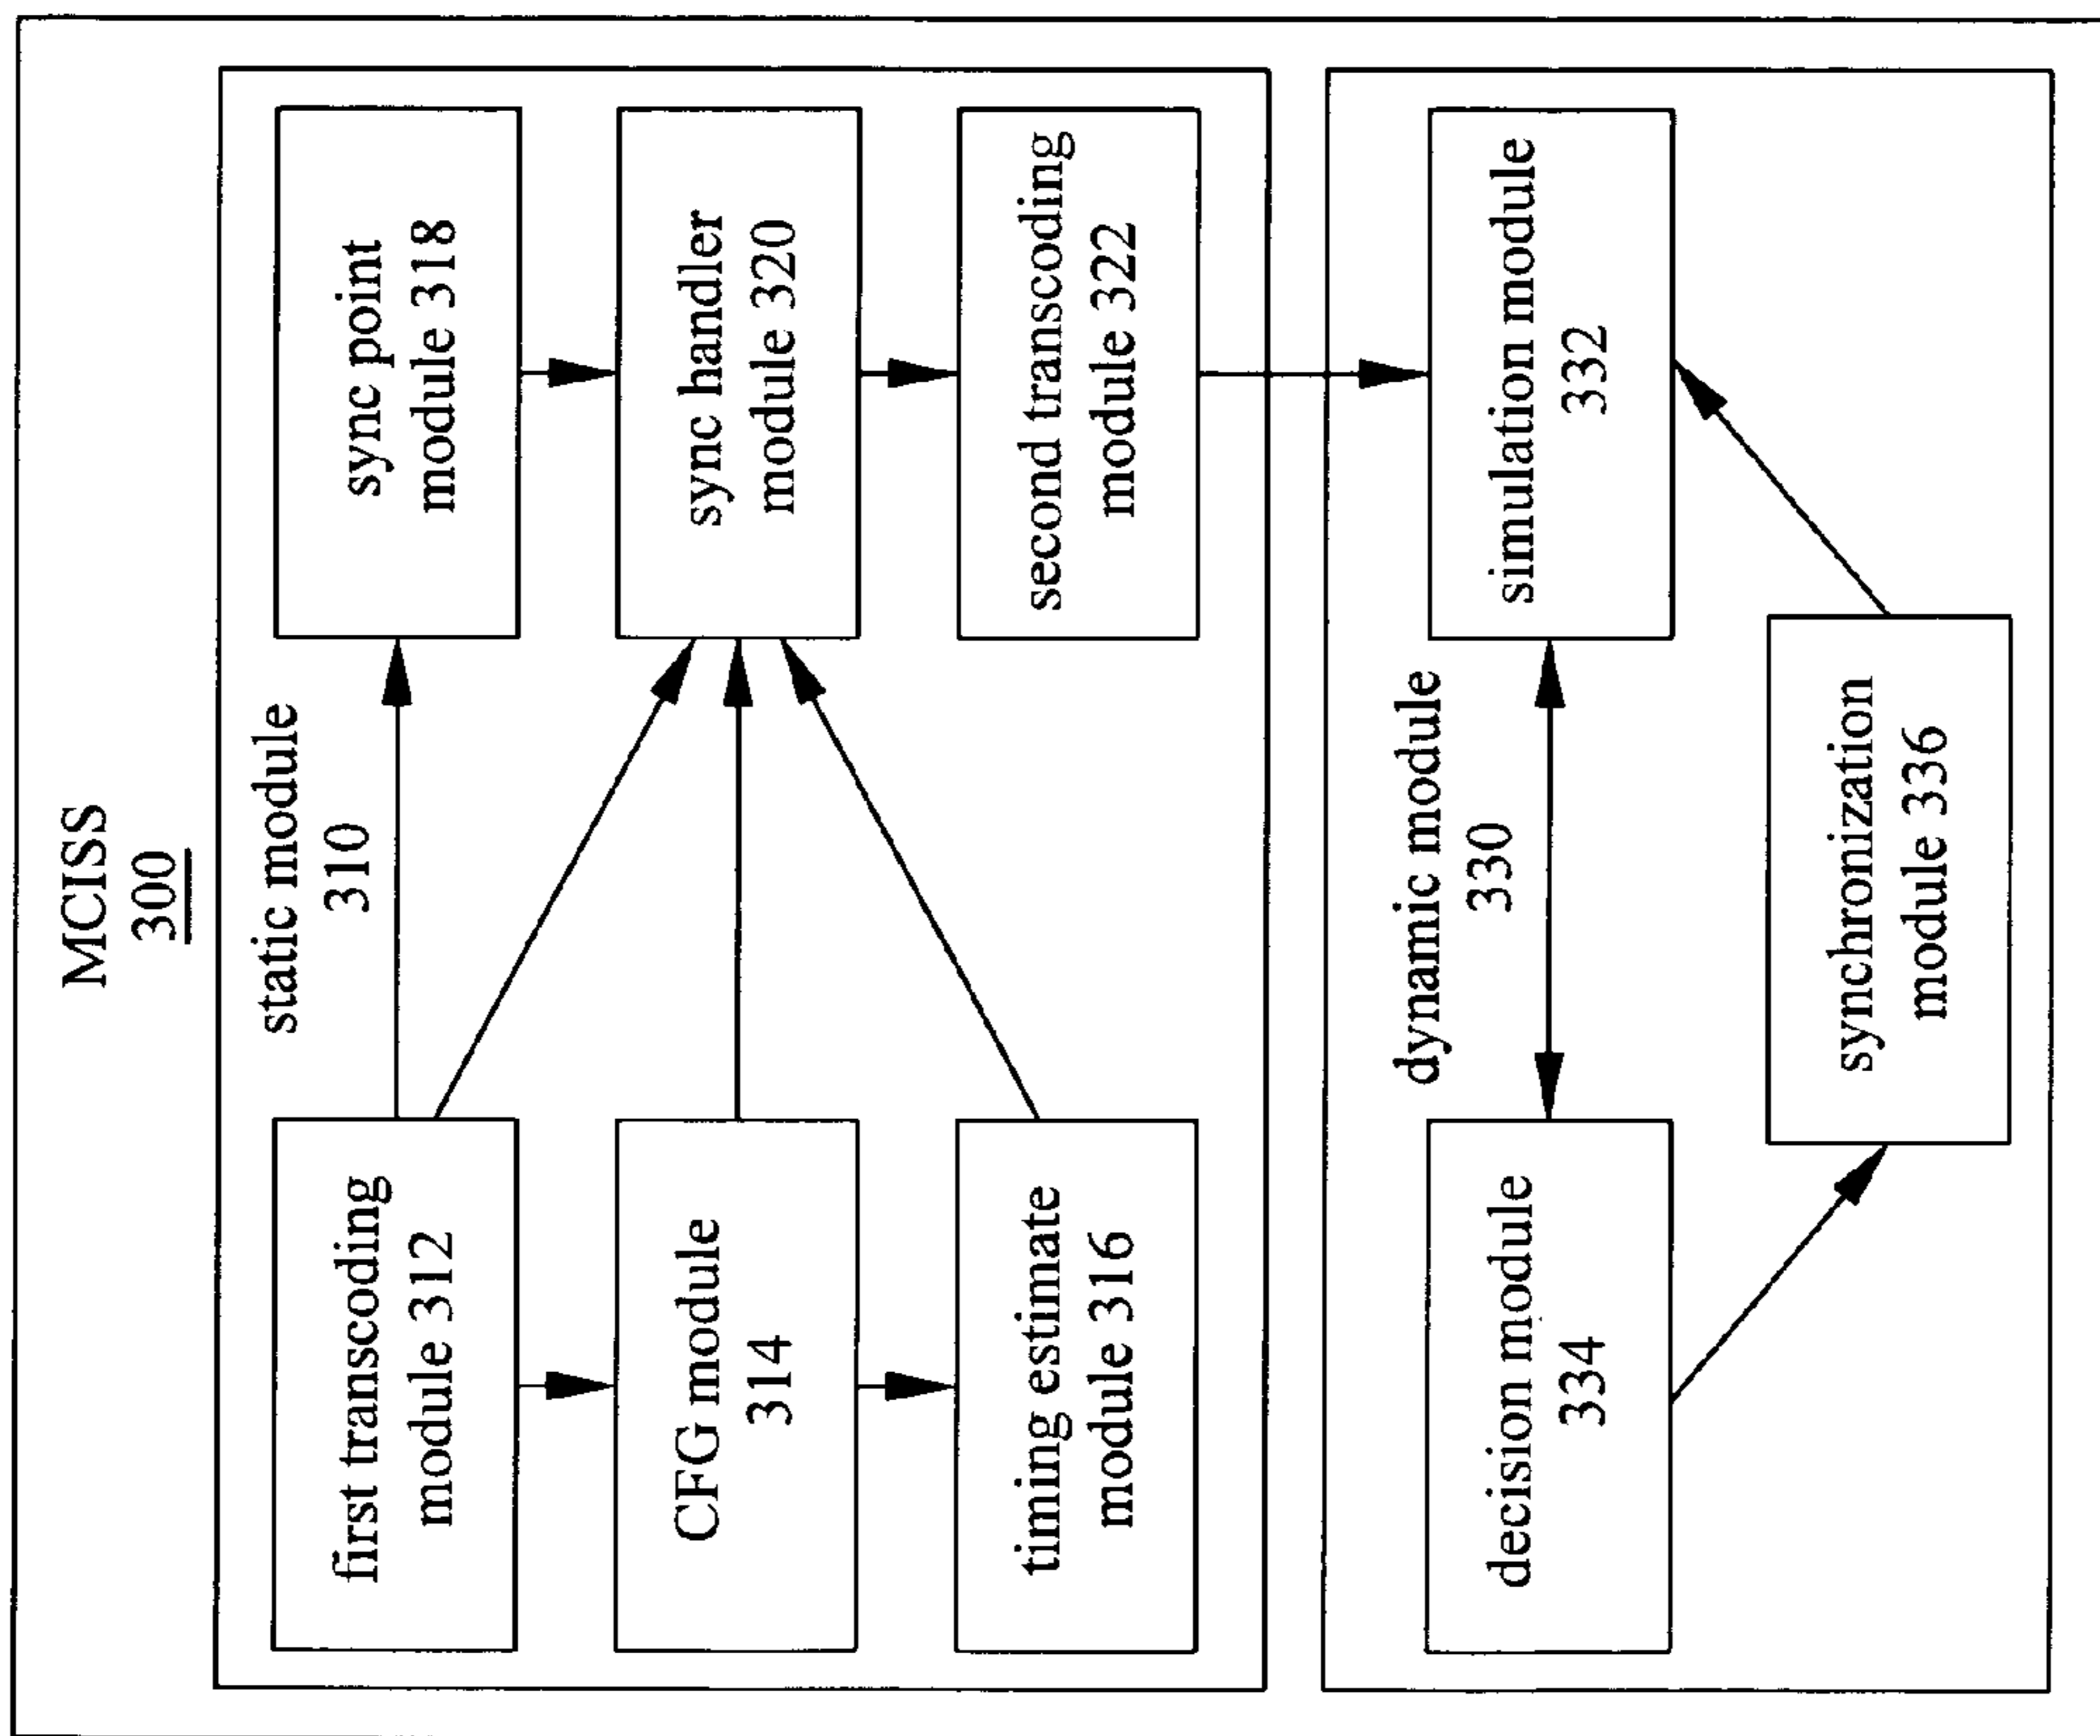 MCISS
300
static module
310
first transcoding
module 312
sync point
module 318
CFG module
314
sync handler
module 320
timing estimate
module 316
second transcoding
module 322
dynamic module
330
decision module
334
simulation module
332
synchronization
module 336